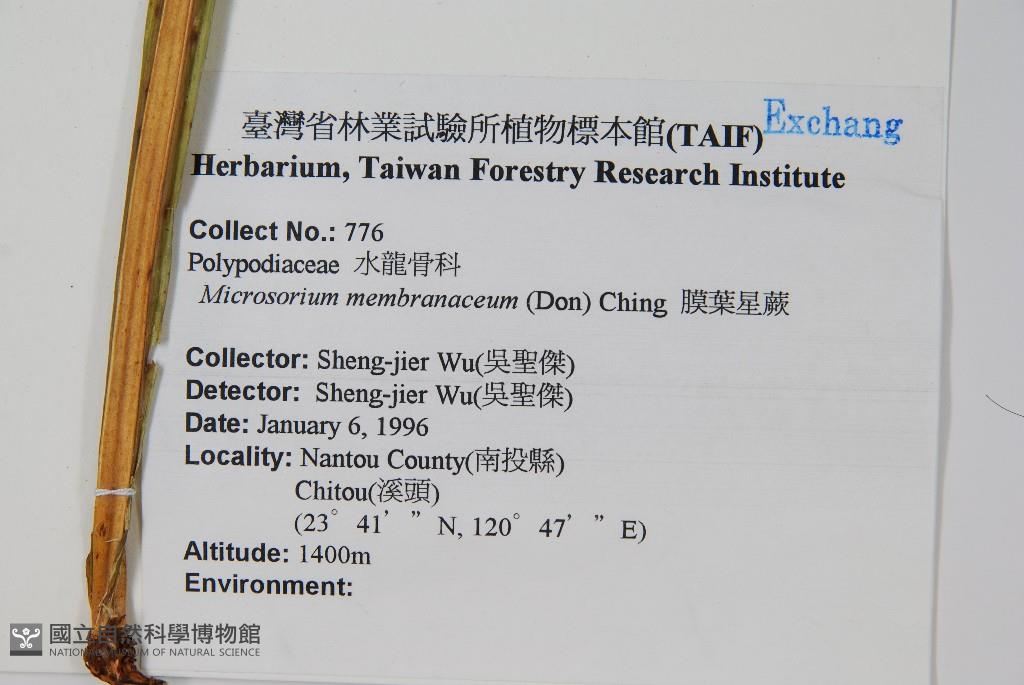 臺灣省林業試驗所植物標本館(TAIF) Exchang
Herbarium, Taiwan Forestry Research Institute
Collect No.: 776
Polypodiaceae 水龍骨科
Microsorium membranaceum (Don) Ching 膜葉星蕨
Collector: Sheng-jier Wu(吳聖傑)
Detector: Sheng-jier Wu(吳聖傑)
Date: January 6, 1996
Locality: Nantou County(南投縣)
Chitou(溪頭)
(23° 41’ ” N, 120° 47’ ” E)
Altitude: 1400m
Environment:
國立自然科學博物館
NATIONAL MUSEUM OF NATURAL SCIENCE